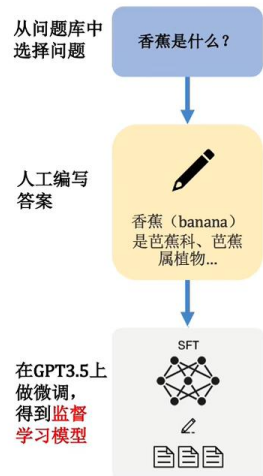 从问题库中
选择问题
香蕉是什么？
人工编写
答案
香蕉（banana）
是芭蕉科、芭蕉
属植物...
在GPT3.5上
做微调，
得到监督
学习模型
SFT